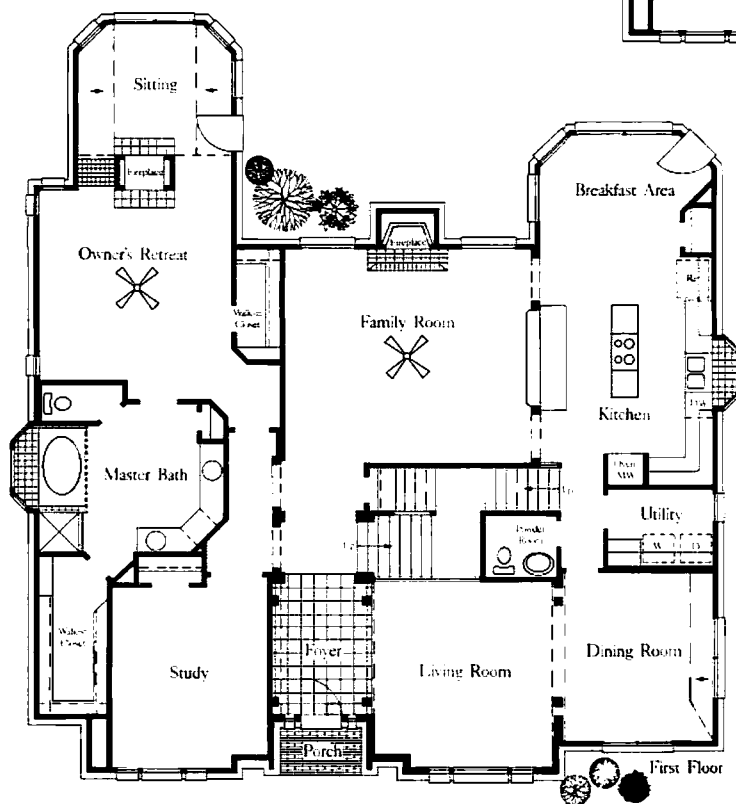 Sitting
Fireplace
Breakfast Area
Owner's Retreat
Fireplace
Walk-in
Closet
Family Room
Ref
Kitchen
D/W
Master Bath
Oven
MW
Up
Utility
Powder
Room
Up
W
D
Walk-in
Closet
Study
Foyer
Living Room
Dining Room
Porch
First Floor